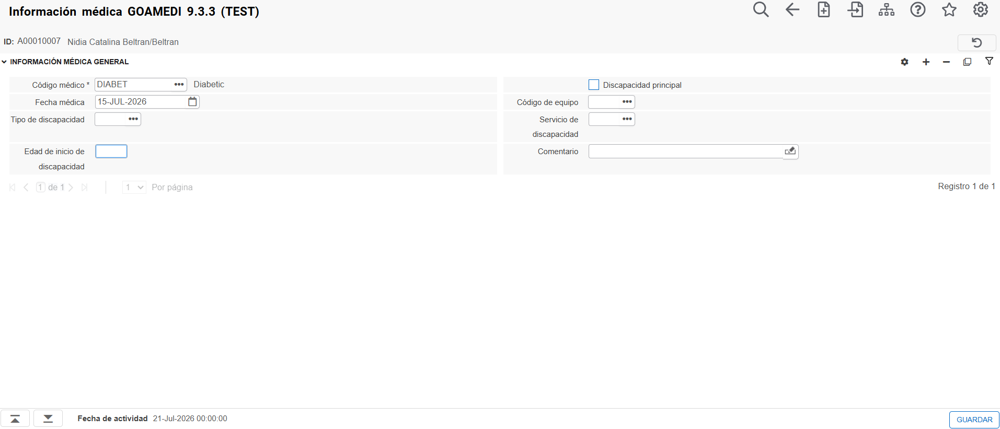 Información médica GOAMEDI 9.3.3 (TEST)
ID: A00010007 Nidia Catalina Beltran/Beltran
INFORMACIÓN MÉDICA GENERAL
Código médico * DIABET ••• Diabetic
Discapacidad principal
Fecha médica 15-JUL-2026
Código de equipo •••
Tipo de discapacidad •••
Servicio de discapacidad •••
Edad de inicio de discapacidad
Comentario
1 de 1 1 Por página
Registro 1 de 1
Fecha de actividad 21-Jul-2026 00:00:00
GUARDAR